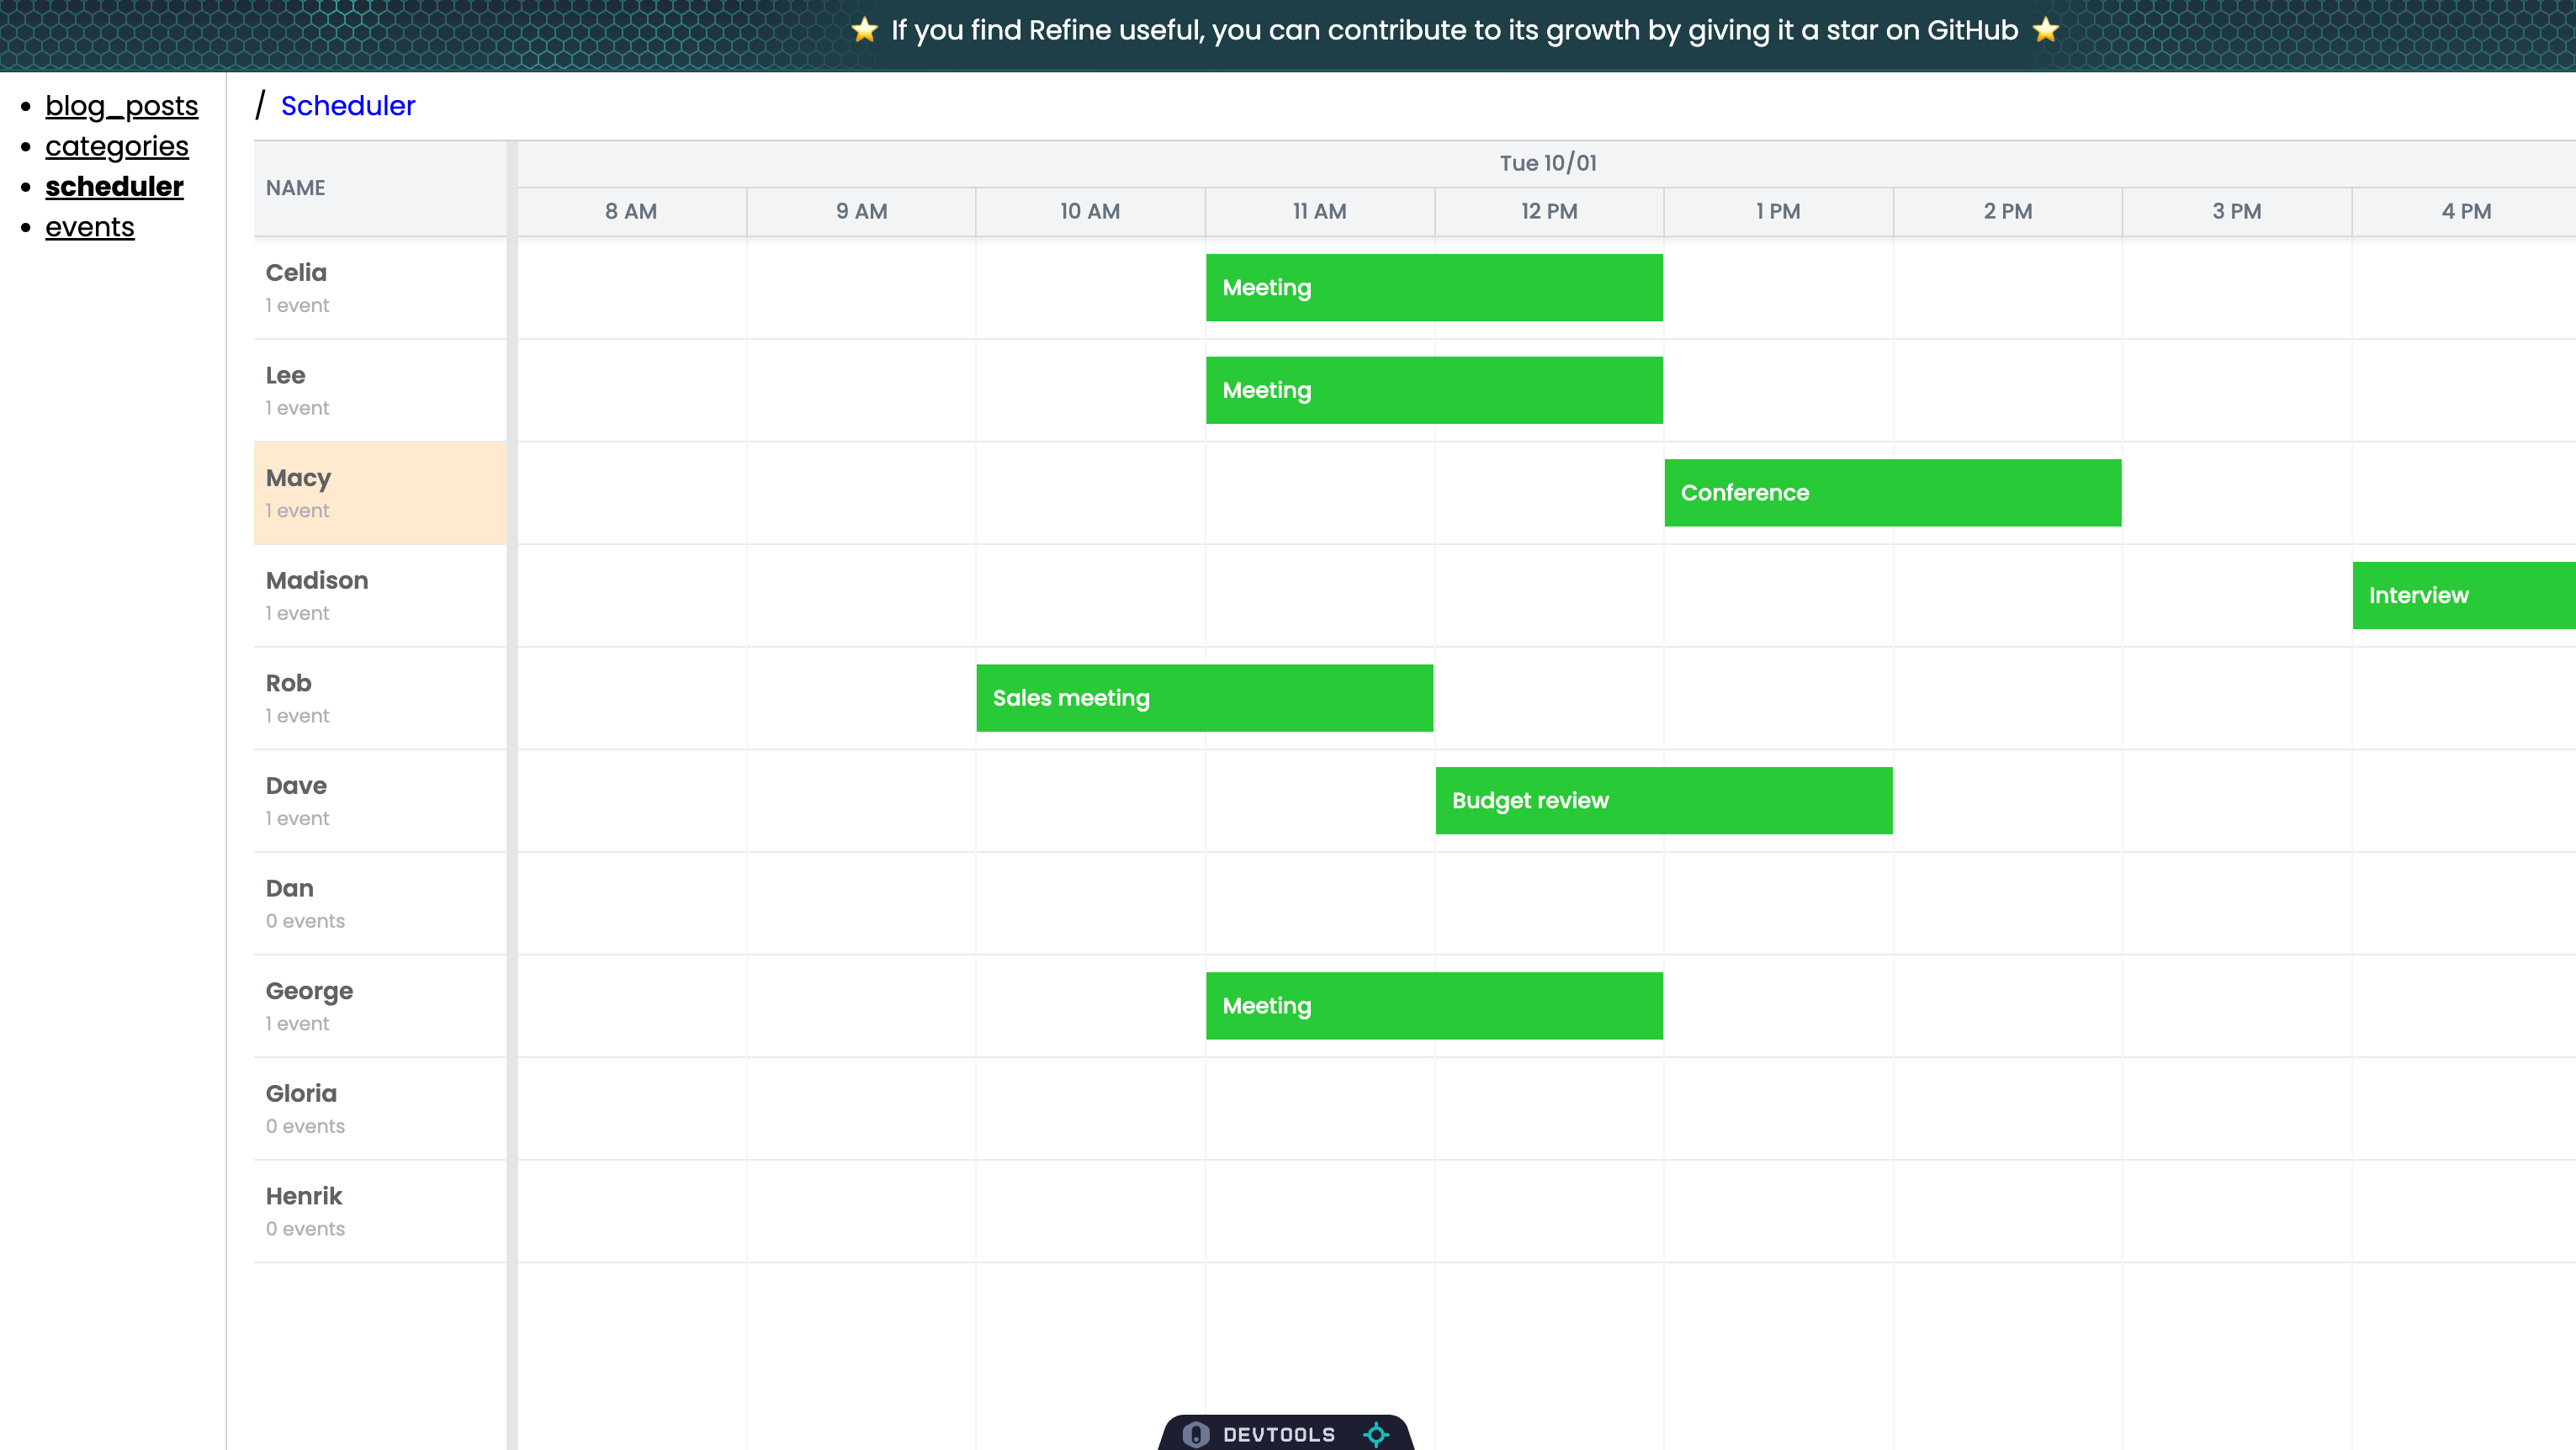 ⭐ If you find Refine useful, you can contribute to its growth by giving it a star on GitHub ⭐
blog_posts
categories
scheduler
events
/ Scheduler
NAME
Tue 10/01
8 AM 9 AM 10 AM 11 AM 12 PM 1 PM 2 PM 3 PM 4 PM
Celia
1 event
Meeting
Lee
1 event
Meeting
Macy
1 event
Conference
Madison
1 event
Interview
Rob
1 event
Sales meeting
Dave
1 event
Budget review
Dan
0 events
George
1 event
Meeting
Gloria
0 events
Henrik
0 events
DEVTOOLS